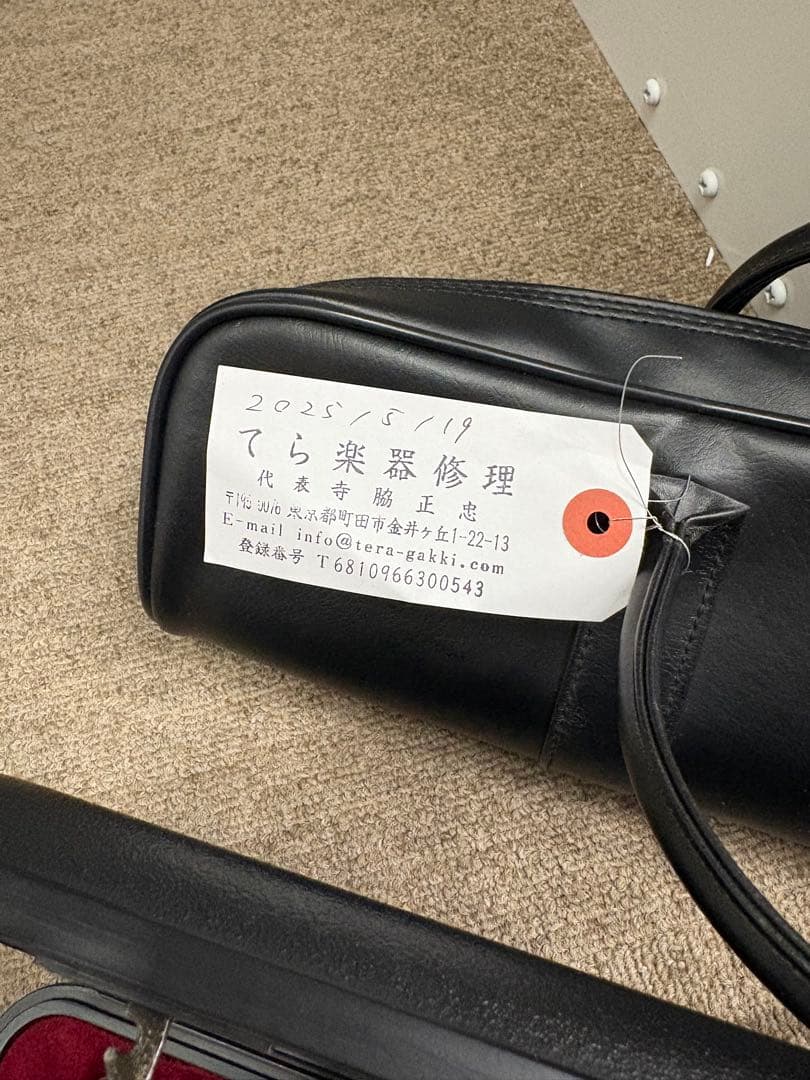 2025/5/19
てら楽器修理
代表 寺脇正忠
〒195-0076 東京都町田市金井ヶ丘1-22-13
E-mail info@tera-gakki.com
登録番号 T6810966300543